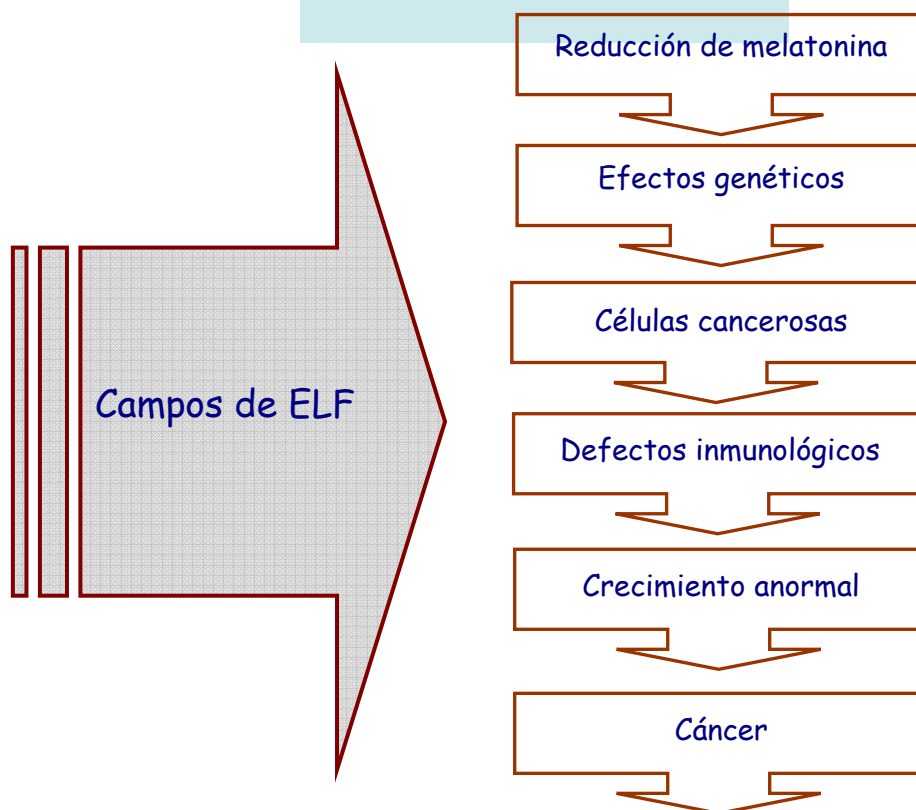 Reducción de melatonina
Efectos genéticos
Células cancerosas
Campos de ELF
Defectos inmunológicos
Crecimiento anormal
Cáncer